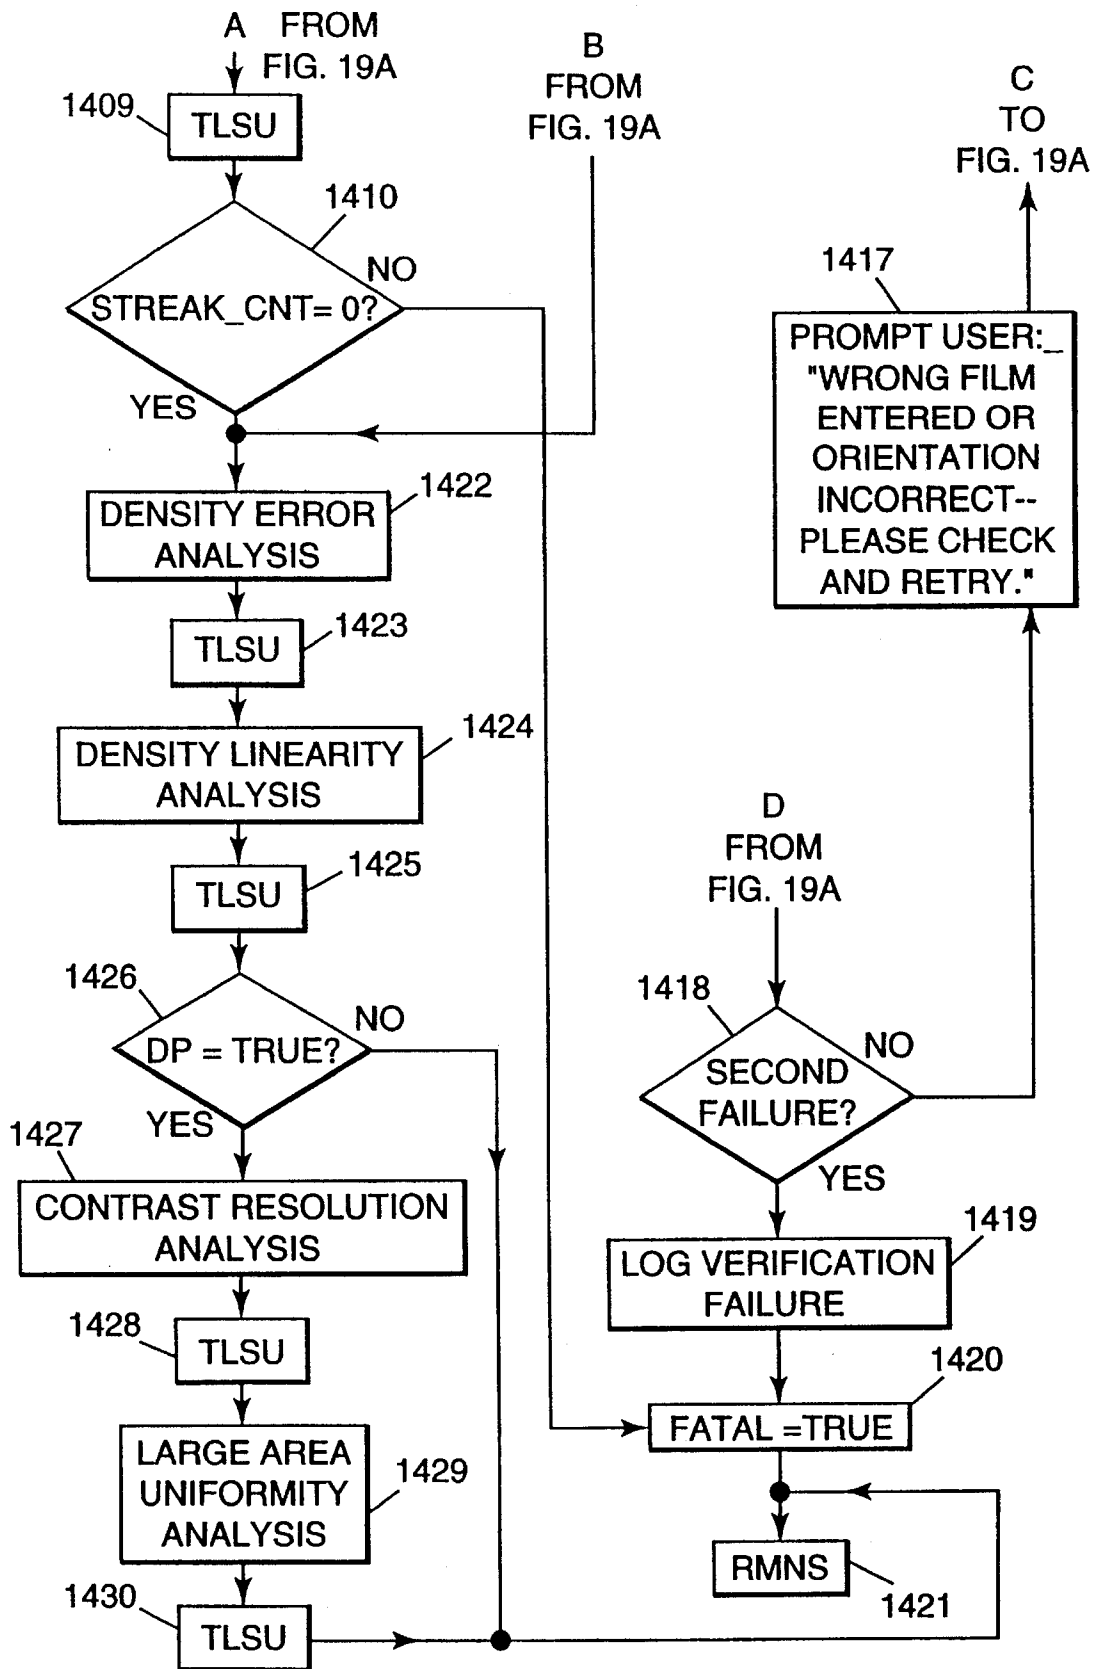 A FROM
FIG. 19A
1409
TLSU
1410
STREAK_CNT= 0?
NO
YES
B
FROM
FIG. 19A
1422
DENSITY ERROR
ANALYSIS
1423
TLSU
1424
DENSITY LINEARITY
ANALYSIS
1425
TLSU
1426
DP = TRUE?
NO
YES
1427
CONTRAST RESOLUTION
ANALYSIS
1428
TLSU
1429
LARGE AREA
UNIFORMITY
ANALYSIS
1430
TLSU
C
TO
FIG. 19A
1417
PROMPT USER:_
"WRONG FILM
ENTERED OR
ORIENTATION
INCORRECT--
PLEASE CHECK
AND RETRY."
D
FROM
FIG. 19A
1418
SECOND
FAILURE?
NO
YES
1419
LOG VERIFICATION
FAILURE
1420
FATAL =TRUE
RMNS
1421